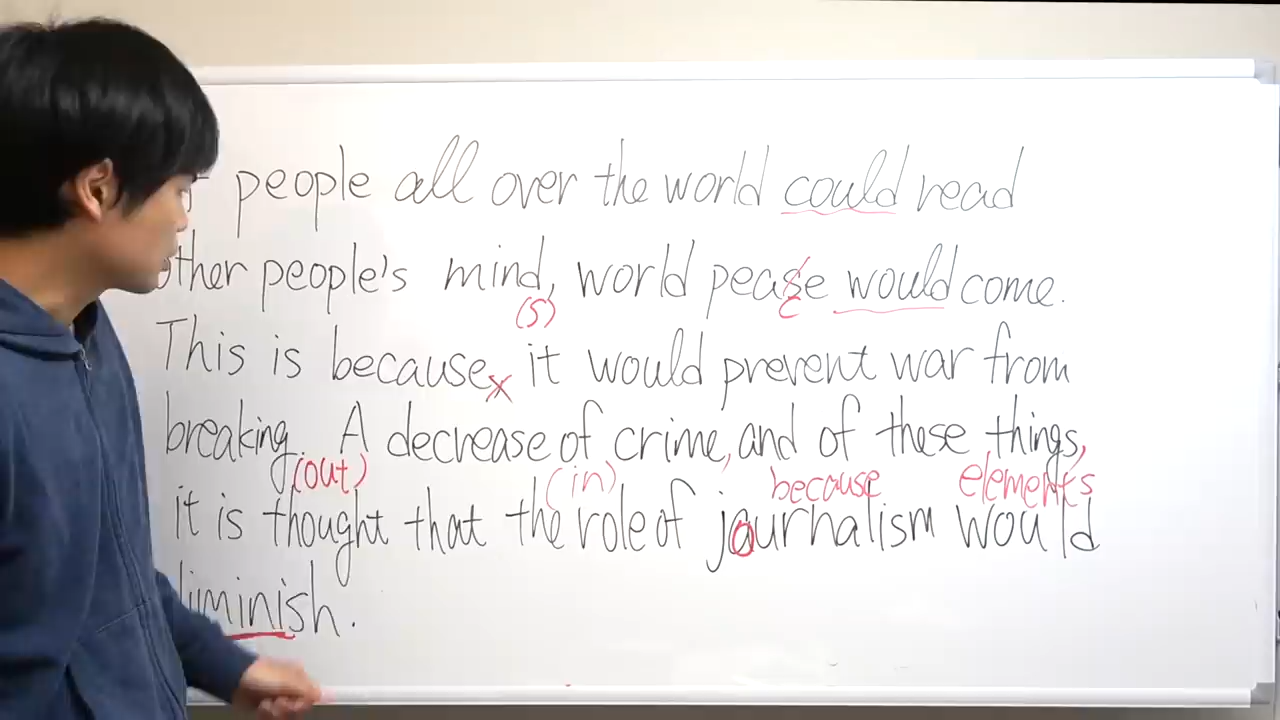 people all over the world could read
other people's mind, world pease would come.
(s) c
This is because x it would prevent war from
breaking. A decrease of crime, and of these things,
(out) (in) because elements
it is thought that the role of journalism would
diminish.